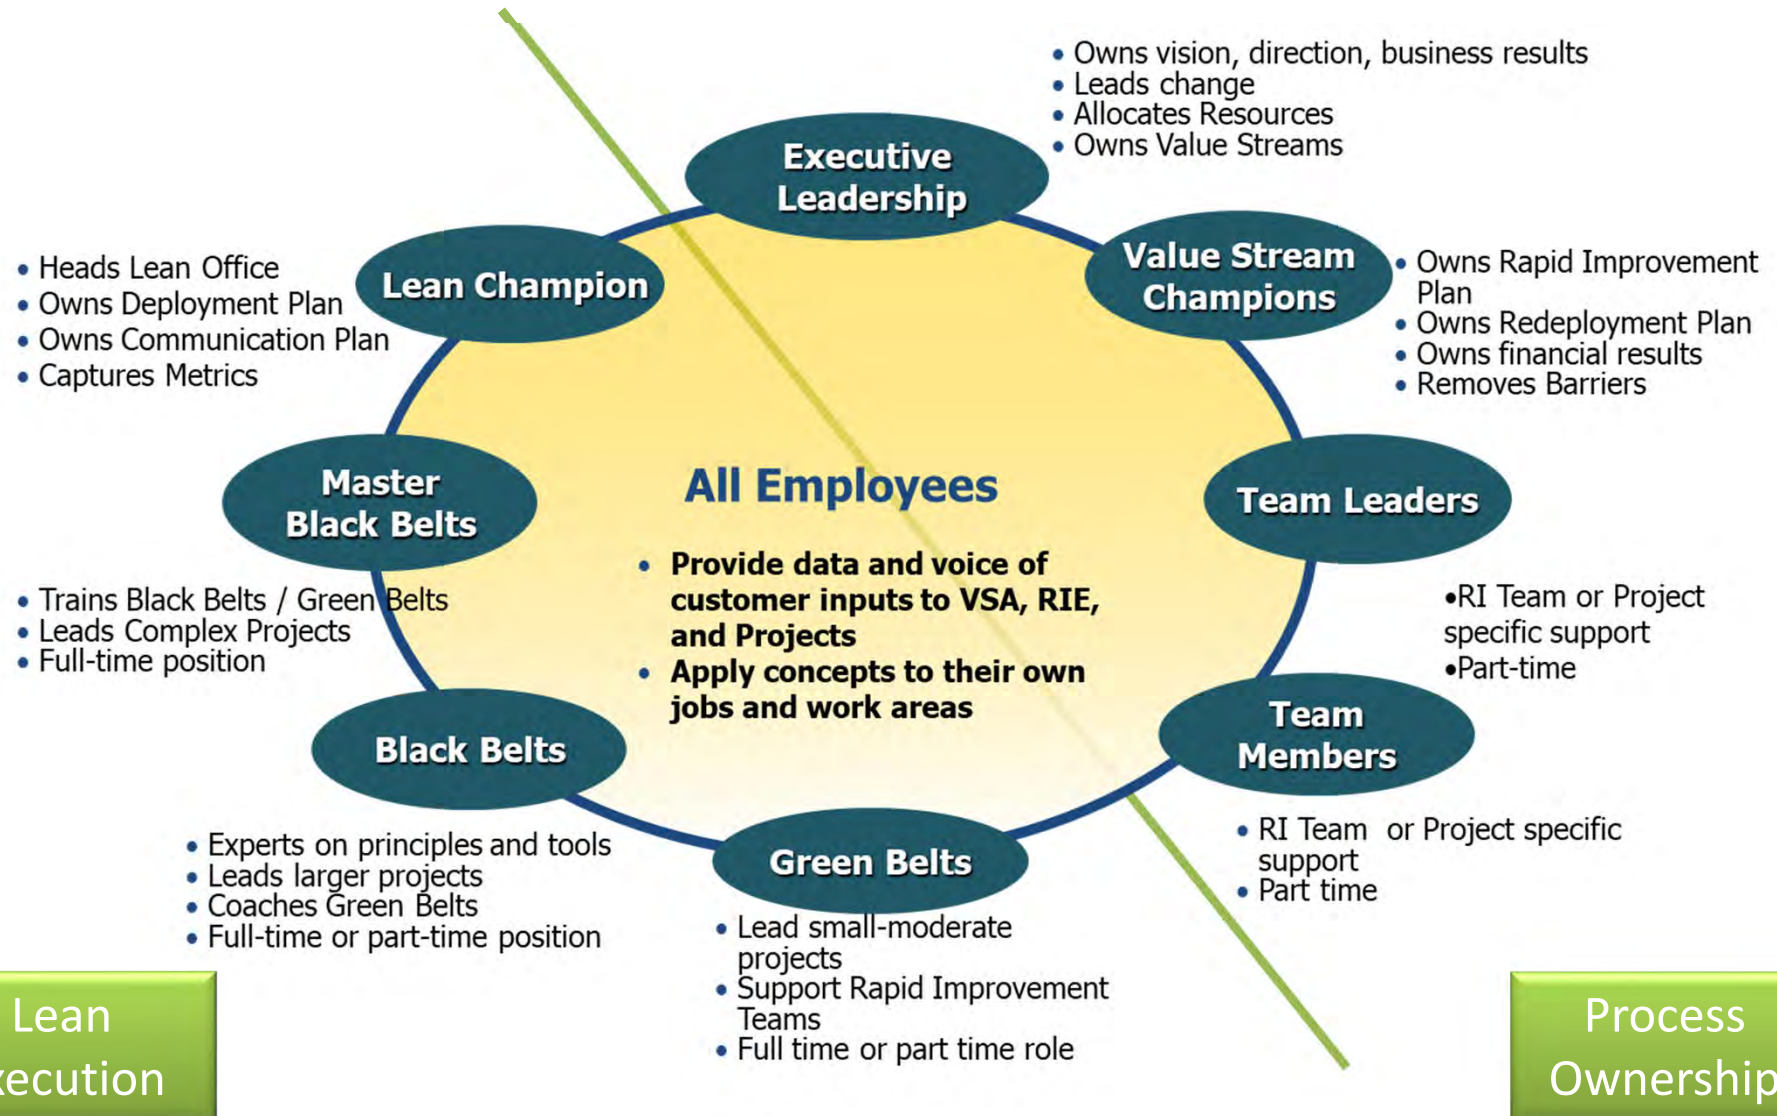 • Owns vision, direction, business results
• Leads change
• Allocates Resources
• Owns Value Streams
Executive
Leadership
Value Stream
Champions
• Owns Rapid Improvement
Plan
• Owns Redeployment Plan
• Owns financial results
• Removes Barriers
Lean Champion
• Heads Lean Office
• Owns Deployment Plan
• Owns Communication Plan
• Captures Metrics
Master
Black Belts
• Trains Black Belts / Green Belts
• Leads Complex Projects
• Full-time position
All Employees
• Provide data and voice of
customer inputs to VSA, RIE,
and Projects
• Apply concepts to their own
jobs and work areas
Team Leaders
•RI Team or Project
specific support
•Part-time
Team
Members
• RI Team or Project specific
support
• Part time
Black Belts
• Experts on principles and tools
• Leads larger projects
• Coaches Green Belts
• Full-time or part-time position
Green Belts
• Lead small-moderate
projects
• Support Rapid Improvement
Teams
• Full time or part time role
Lean
xecution
Process
Ownership